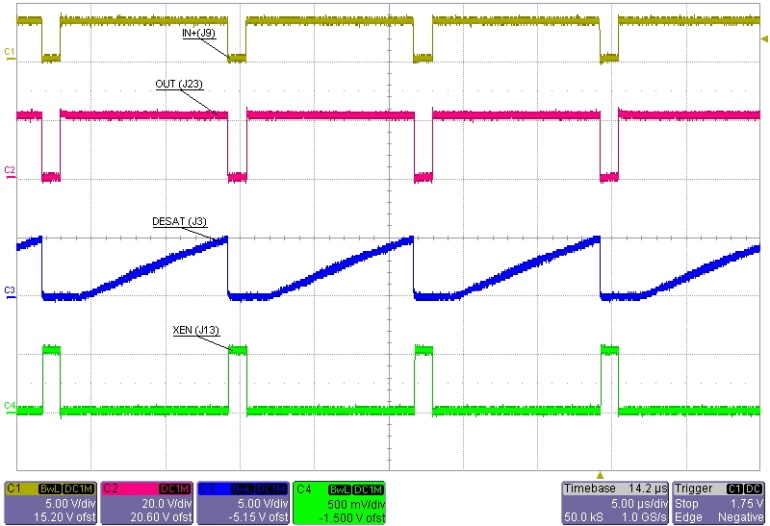 IN+(J9)
C1
OUT (J23)
C2
DESAT (J3)
C3
XEN (J13)
C4
C1 BwL DC1M
5.00 V/div
15.20 V ofst
C2 DC1M
20.0 V/div
20.60 V ofst
BwL DC1M
5.00 V/div
-5.15 V ofst
C4 BwL DC1M
500 mV/div
-1.500 V ofst
Timebase 14.2 µs
5.00 µs/div
50.0 kS 1.0 GS/s
Trigger C1 DC
Stop 1.75 V
Edge Negative